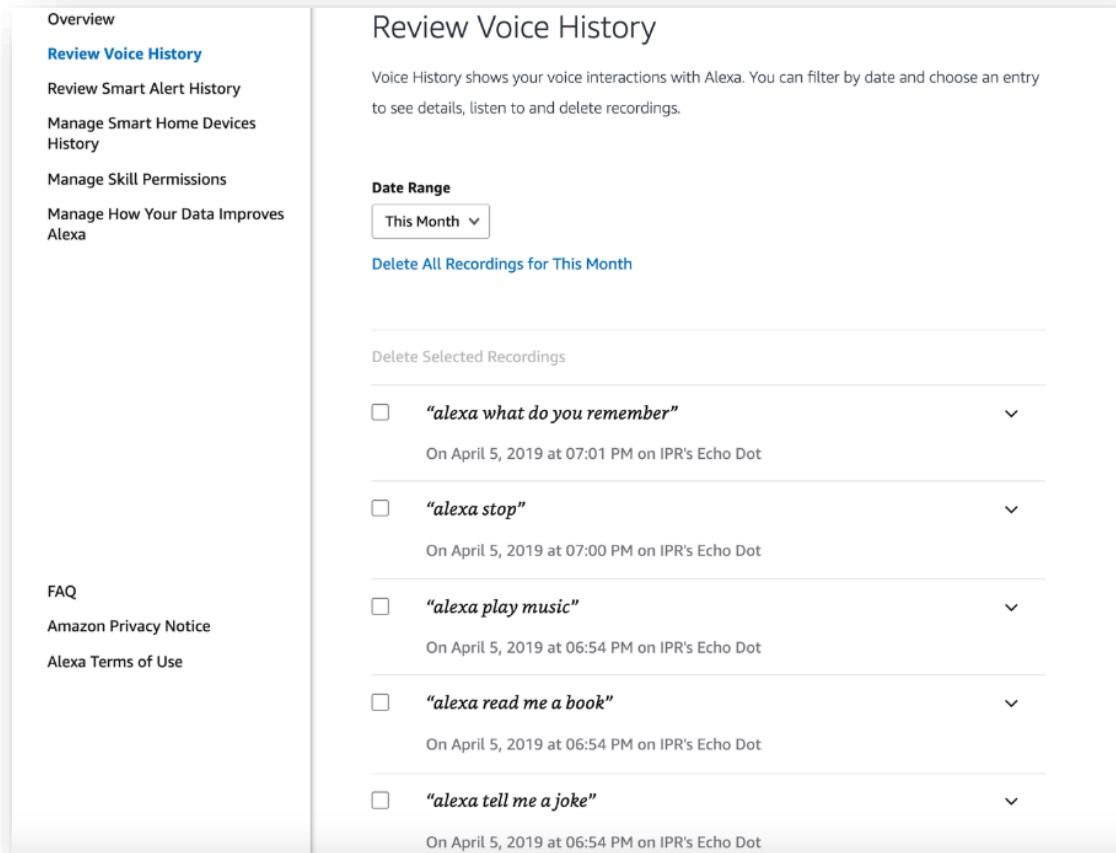 Overview
Review Voice History
Review Smart Alert History
Manage Smart Home Devices
History
Manage Skill Permissions
Manage How Your Data Improves
Alexa
FAQ
Amazon Privacy Notice
Alexa Terms of Use
Review Voice History
Voice History shows your voice interactions with Alexa. You can filter by date and choose an entry
to see details, listen to and delete recordings.
Date Range
This Month
Delete All Recordings for This Month
Delete Selected Recordings
“alexa what do you remember”
On April 5, 2019 at 07:01 PM on IPR's Echo Dot
“alexa stop”
On April 5, 2019 at 07:00 PM on IPR's Echo Dot
“alexa play music”
On April 5, 2019 at 06:54 PM on IPR's Echo Dot
“alexa read me a book”
On April 5, 2019 at 06:54 PM on IPR's Echo Dot
“alexa tell me a joke”
On April 5, 2019 at 06:54 PM on IPR's Echo Dot